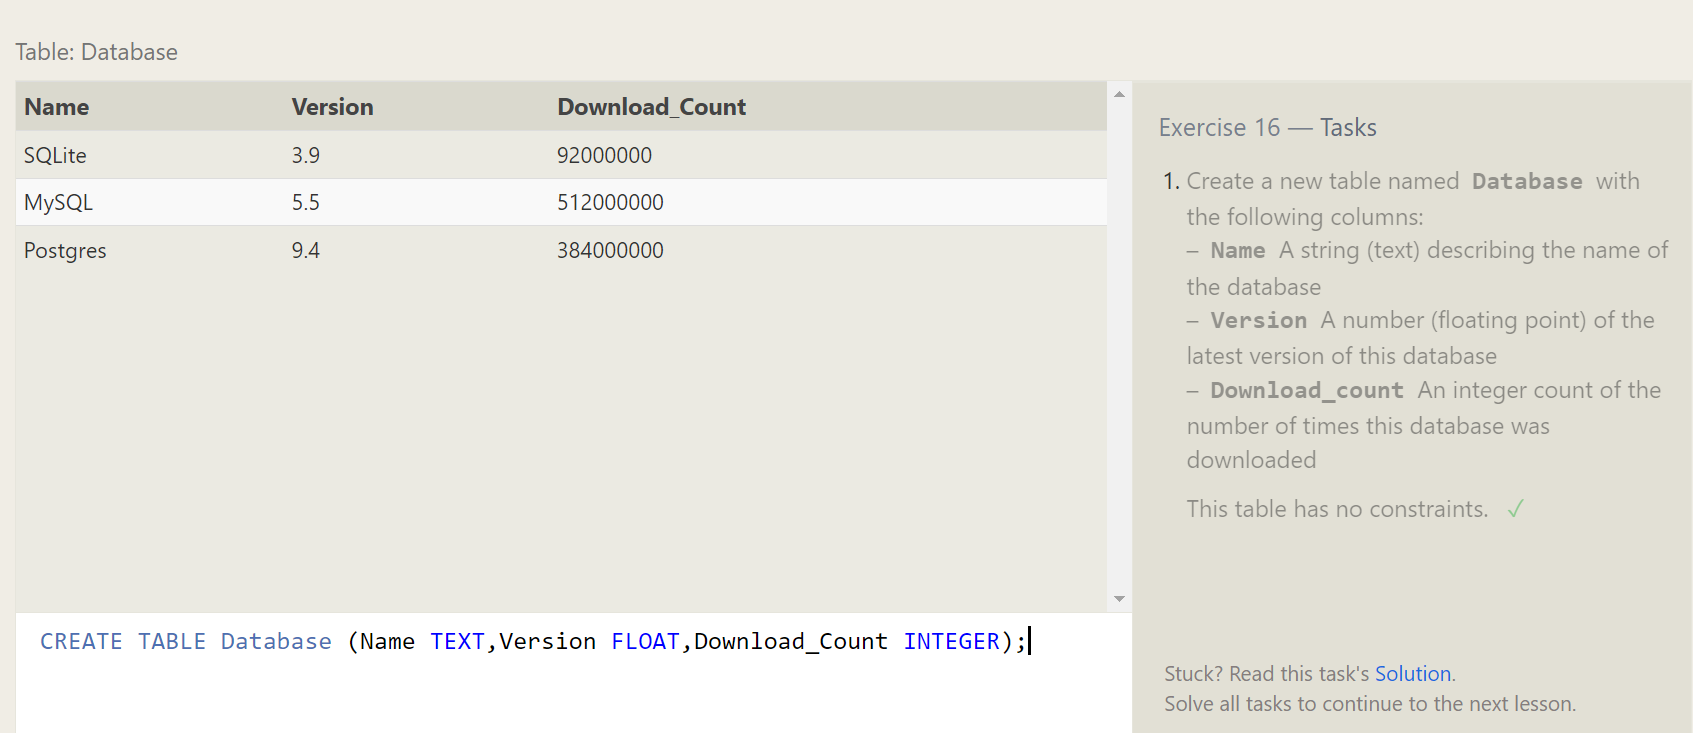 Table: Database
Name Version Download_Count
SQLite 3.9 92000000
MySQL 5.5 512000000
Postgres 9.4 384000000
CREATE TABLE Database (Name TEXT,Version FLOAT,Download_Count INTEGER);
Exercise 16 — Tasks
1. Create a new table named Database with
the following columns:
– Name A string (text) describing the name of
the database
– Version A number (floating point) of the
latest version of this database
– Download_count An integer count of the
number of times this database was
downloaded
This table has no constraints. ✓
Stuck? Read this task's Solution.
Solve all tasks to continue to the next lesson.